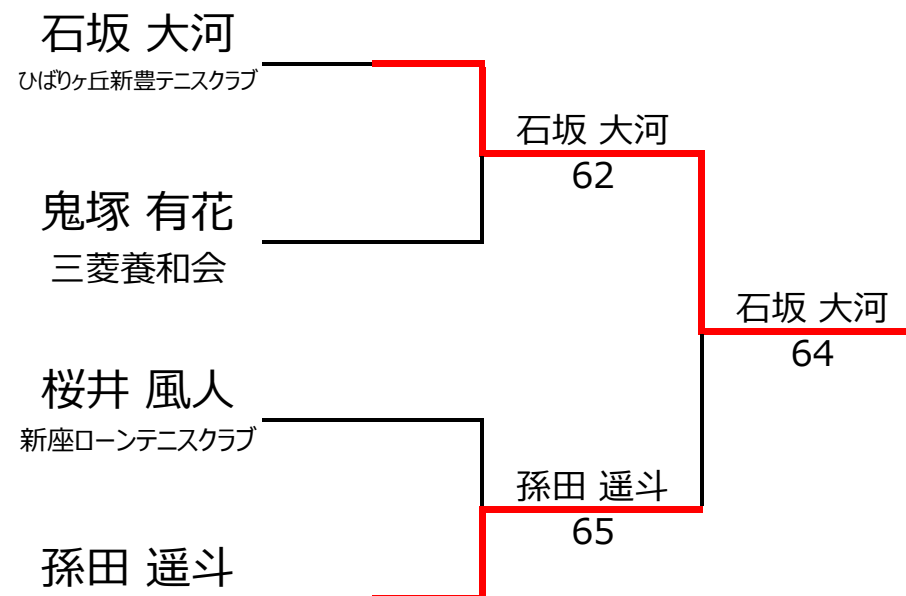 石坂 大河
ひばりヶ丘新豊テニスクラブ
石坂 大河
62
鬼塚 有花
三菱養和会
石坂 大河
64
桜井 風人
新座ローンテニスクラブ
孫田 遥斗
65
孫田 遥斗